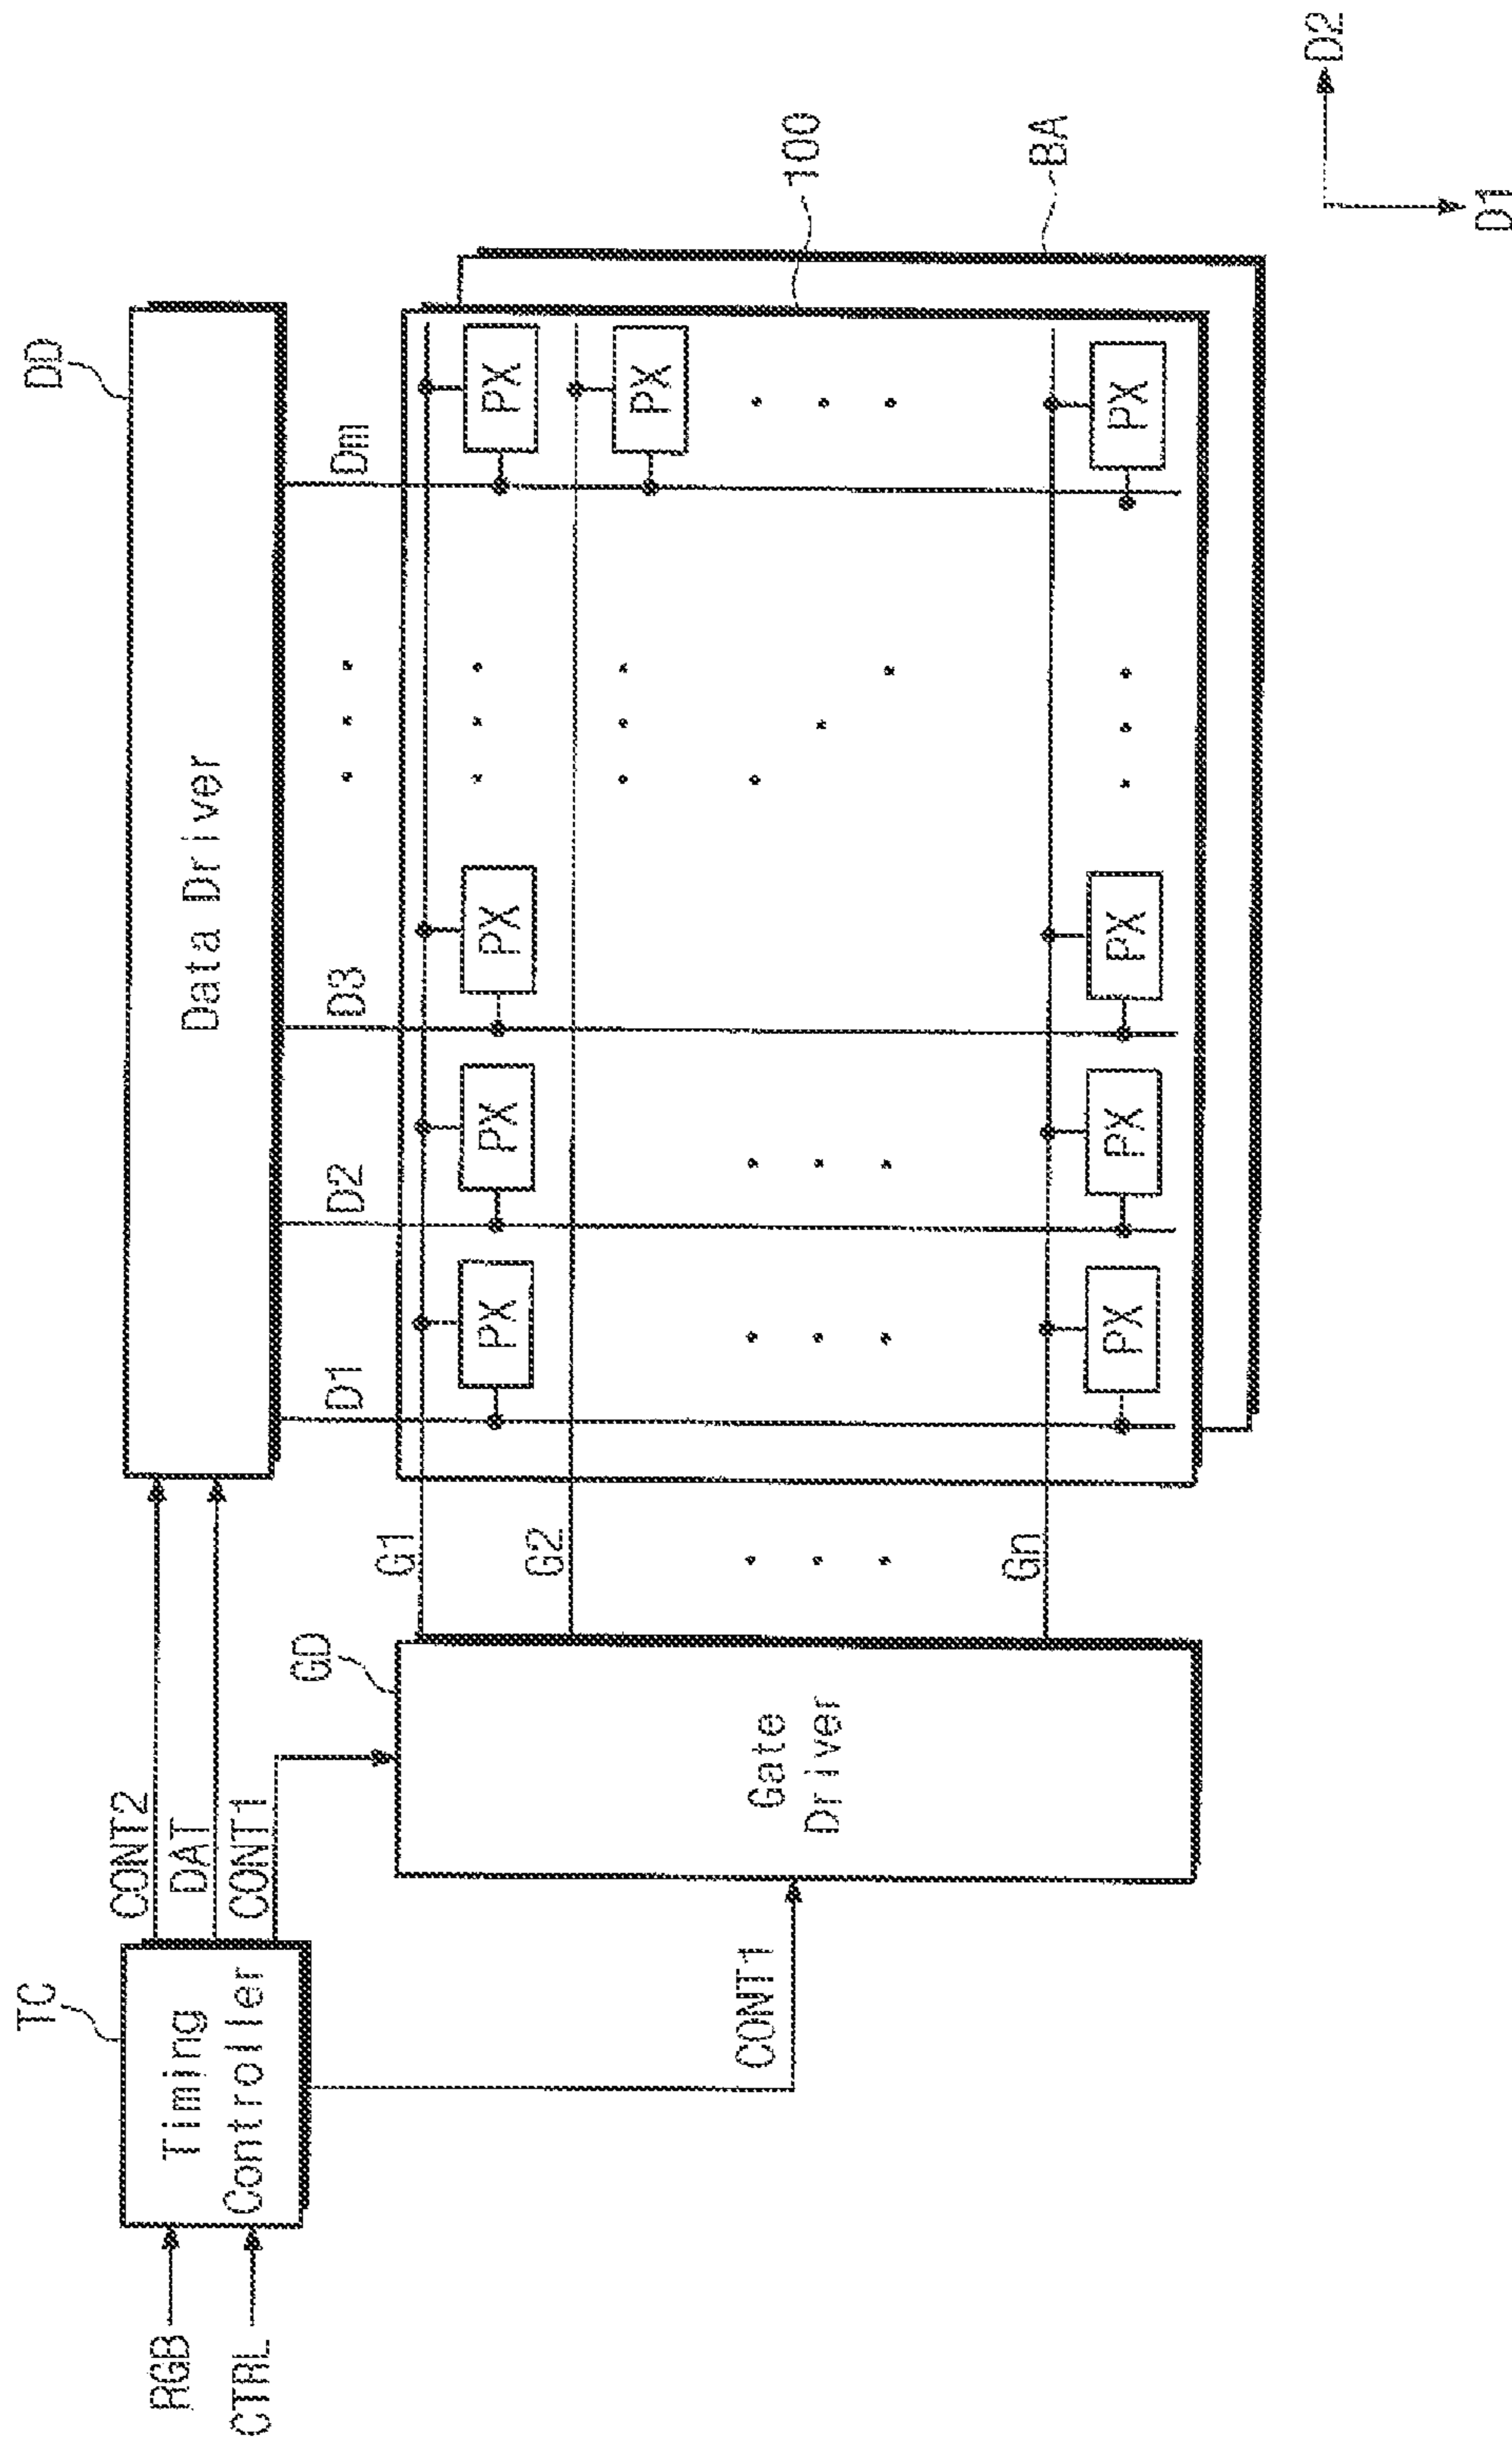 RGB
CTRL
TC
Timing
Controller
CONT2
DAT
CONT1
CONT1
DD
Data Driver
GD
Gate
Driver
G1
G2
Gn
D1
D2
D3
Dm
PX
PX
PX
PX
PX
PX
PX
PX
PX
100
BA
D2
D1